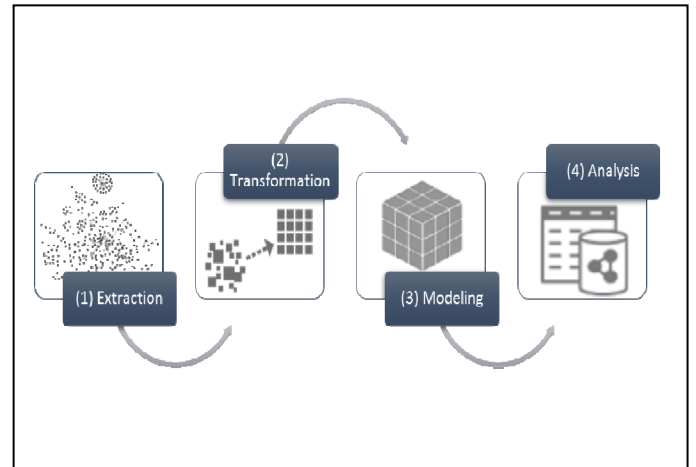 (1) Extraction
(2)
Transformation
(3) Modeling
(4) Analysis